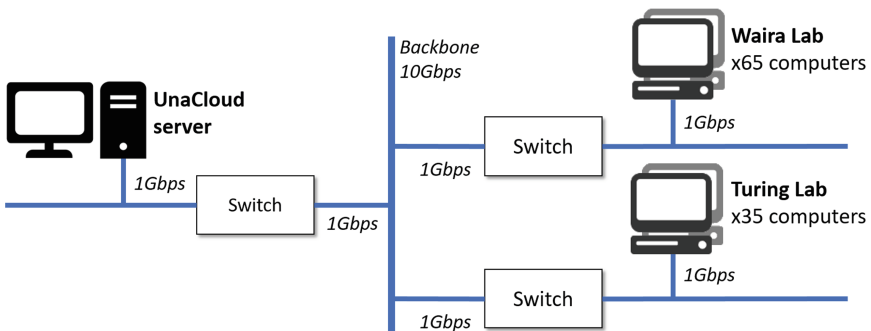 UnaCloud
server
1Gbps
Switch
1Gbps
Backbone
10Gbps
1Gbps
Switch
Waira Lab
x65 computers
1Gbps
Turing Lab
x35 computers
1Gbps
Switch
1Gbps